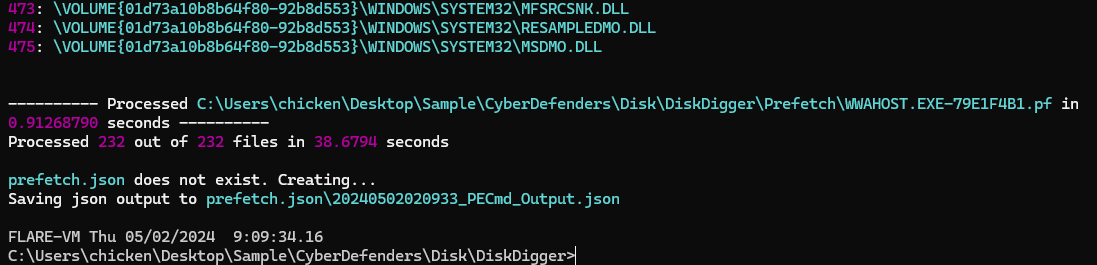 473: \VOLUME{01d73a10b8b64f80-92b8d553}\WINDOWS\SYSTEM32\MFSRCSNK.DLL
474: \VOLUME{01d73a10b8b64f80-92b8d553}\WINDOWS\SYSTEM32\RESAMPLEDMO.DLL
475: \VOLUME{01d73a10b8b64f80-92b8d553}\WINDOWS\SYSTEM32\MSDMO.DLL
---------- Processed C:\Users\chicken\Desktop\Sample\CyberDefenders\Disk\DiskDigger\Prefetch\WWAHOST.EXE-79E1F4B1.pf in
0.91268790 seconds ----------
Processed 232 out of 232 files in 38.6794 seconds
prefetch.json does not exist. Creating...
Saving json output to prefetch.json\20240502020933_PECmd_Output.json
FLARE-VM Thu 05/02/2024  9:09:34.16
C:\Users\chicken\Desktop\Sample\CyberDefenders\Disk\DiskDigger>